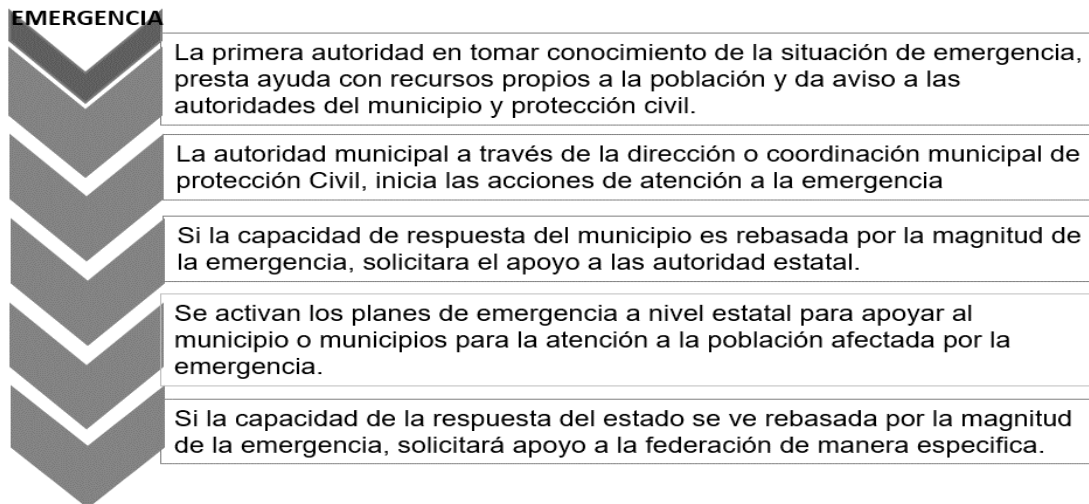 EMERGENCIA
La primera autoridad en tomar conocimiento de la situación de emergencia,
presta ayuda con recursos propios a la población y da aviso a las
autoridades del municipio y protección civil.
La autoridad municipal a través de la dirección o coordinación municipal de
protección Civil, inicia las acciones de atención a la emergencia
Si la capacidad de respuesta del municipio es rebasada por la magnitud de
la emergencia, solicitara el apoyo a las autoridad estatal.
Se activan los planes de emergencia a nivel estatal para apoyar al
municipio o municipios para la atención a la población afectada por la
emergencia.
Si la capacidad de la respuesta del estado se ve rebasada por la magnitud
de la emergencia, solicitará apoyo a la federación de manera especifica.